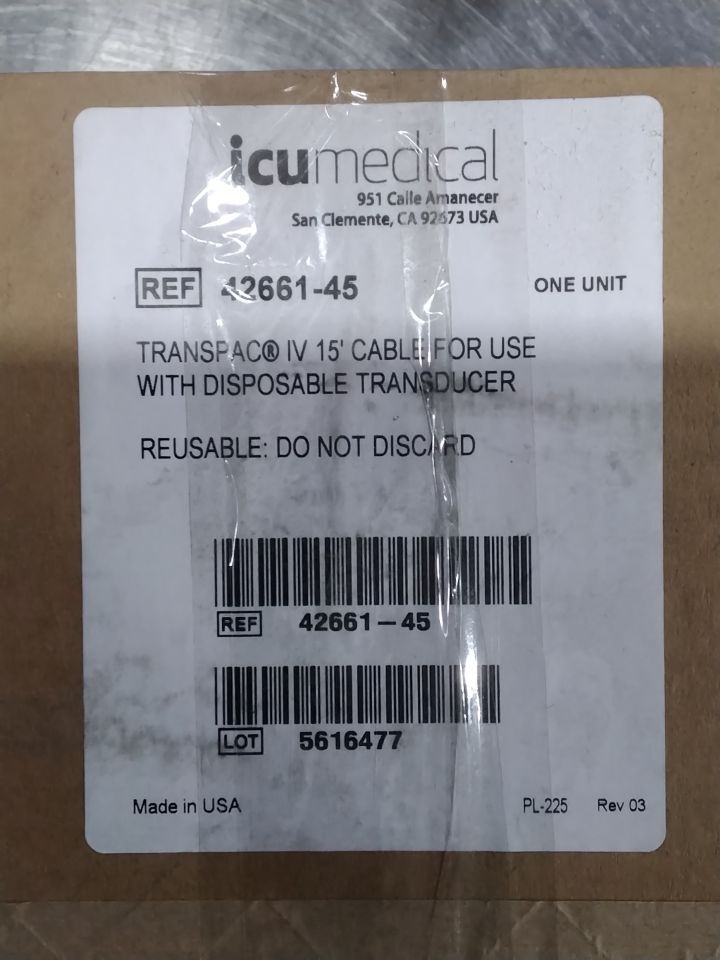 icumedical
951 Calle Amanecer
San Clemente, CA 92673 USA
REF 42661-45 ONE UNIT
TRANSPAC® IV 15' CABLE FOR USE
WITH DISPOSABLE TRANSDUCER
REUSABLE: DO NOT DISCARD
REF 42661-45
LOT 5616477
Made in USA PL-225 Rev 03